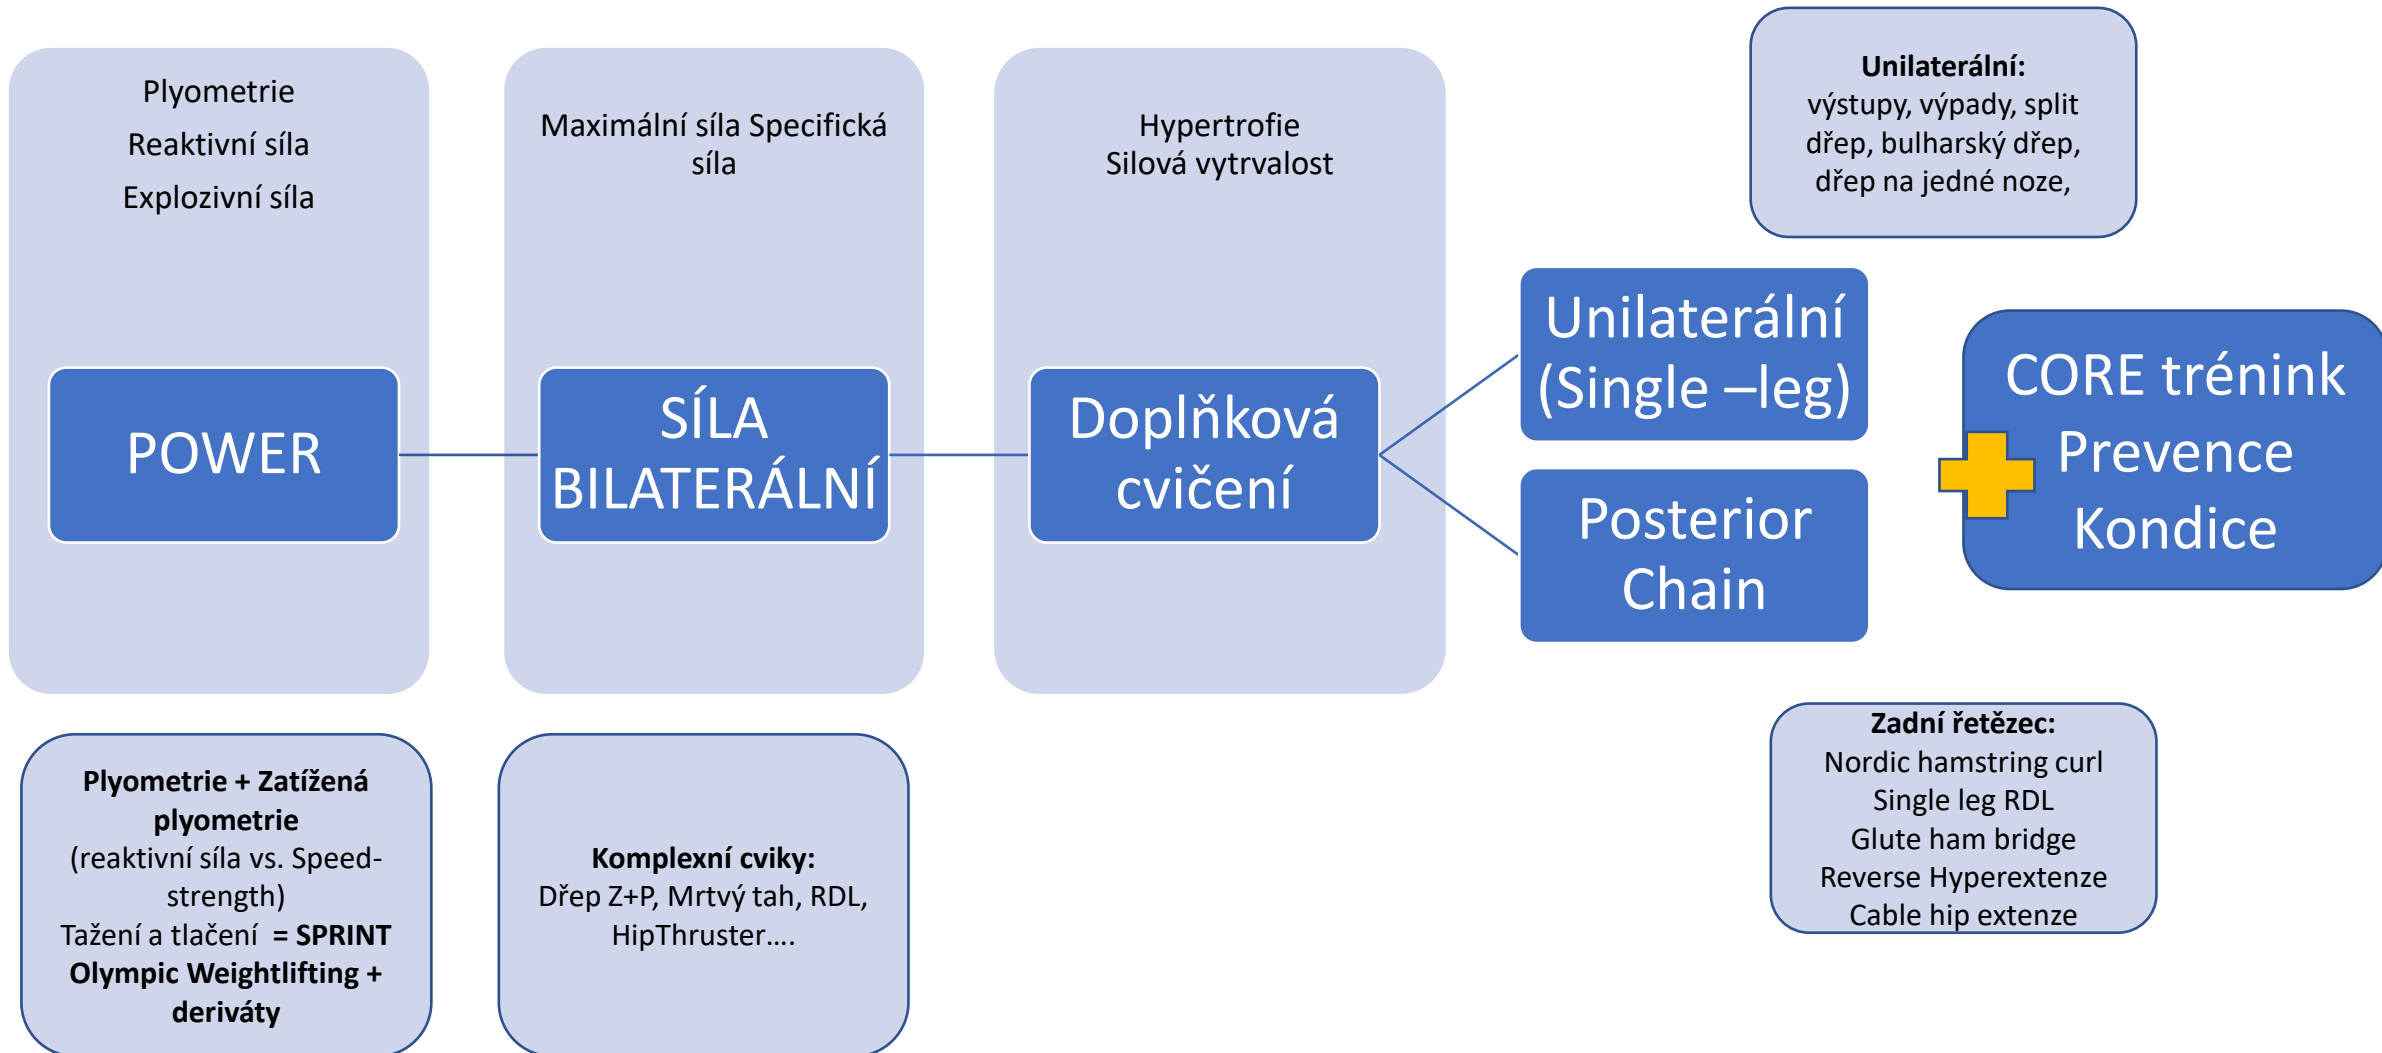 Plyometrie
Reaktivní síla
Explozivní síla
POWER
Plyometrie + Zatížená
plyometrie
(reaktivní síla vs. Speed-
strength)
Tažení a tlačení = SPRINT
Olympic Weightlifting +
deriváty
Maximální síla Specifická
síla
SÍLA
BILATERÁLNÍ
Komplexní cviky:
Dřep Z+P, Mrtvý tah, RDL,
HipThruster....
Hypertrofie
Silová vytrvalost
Doplňková
cvičení
Unilaterální:
výstupy, výpady, split
dřep, bulharský dřep,
dřep na jedné noze,
Unilaterální
(Single –leg)
Posterior
Chain
Zadní řetězec:
Nordic hamstring curl
Single leg RDL
Glute ham bridge
Reverse Hyperextenze
Cable hip extenze
CORE trénink
Prevence
Kondice